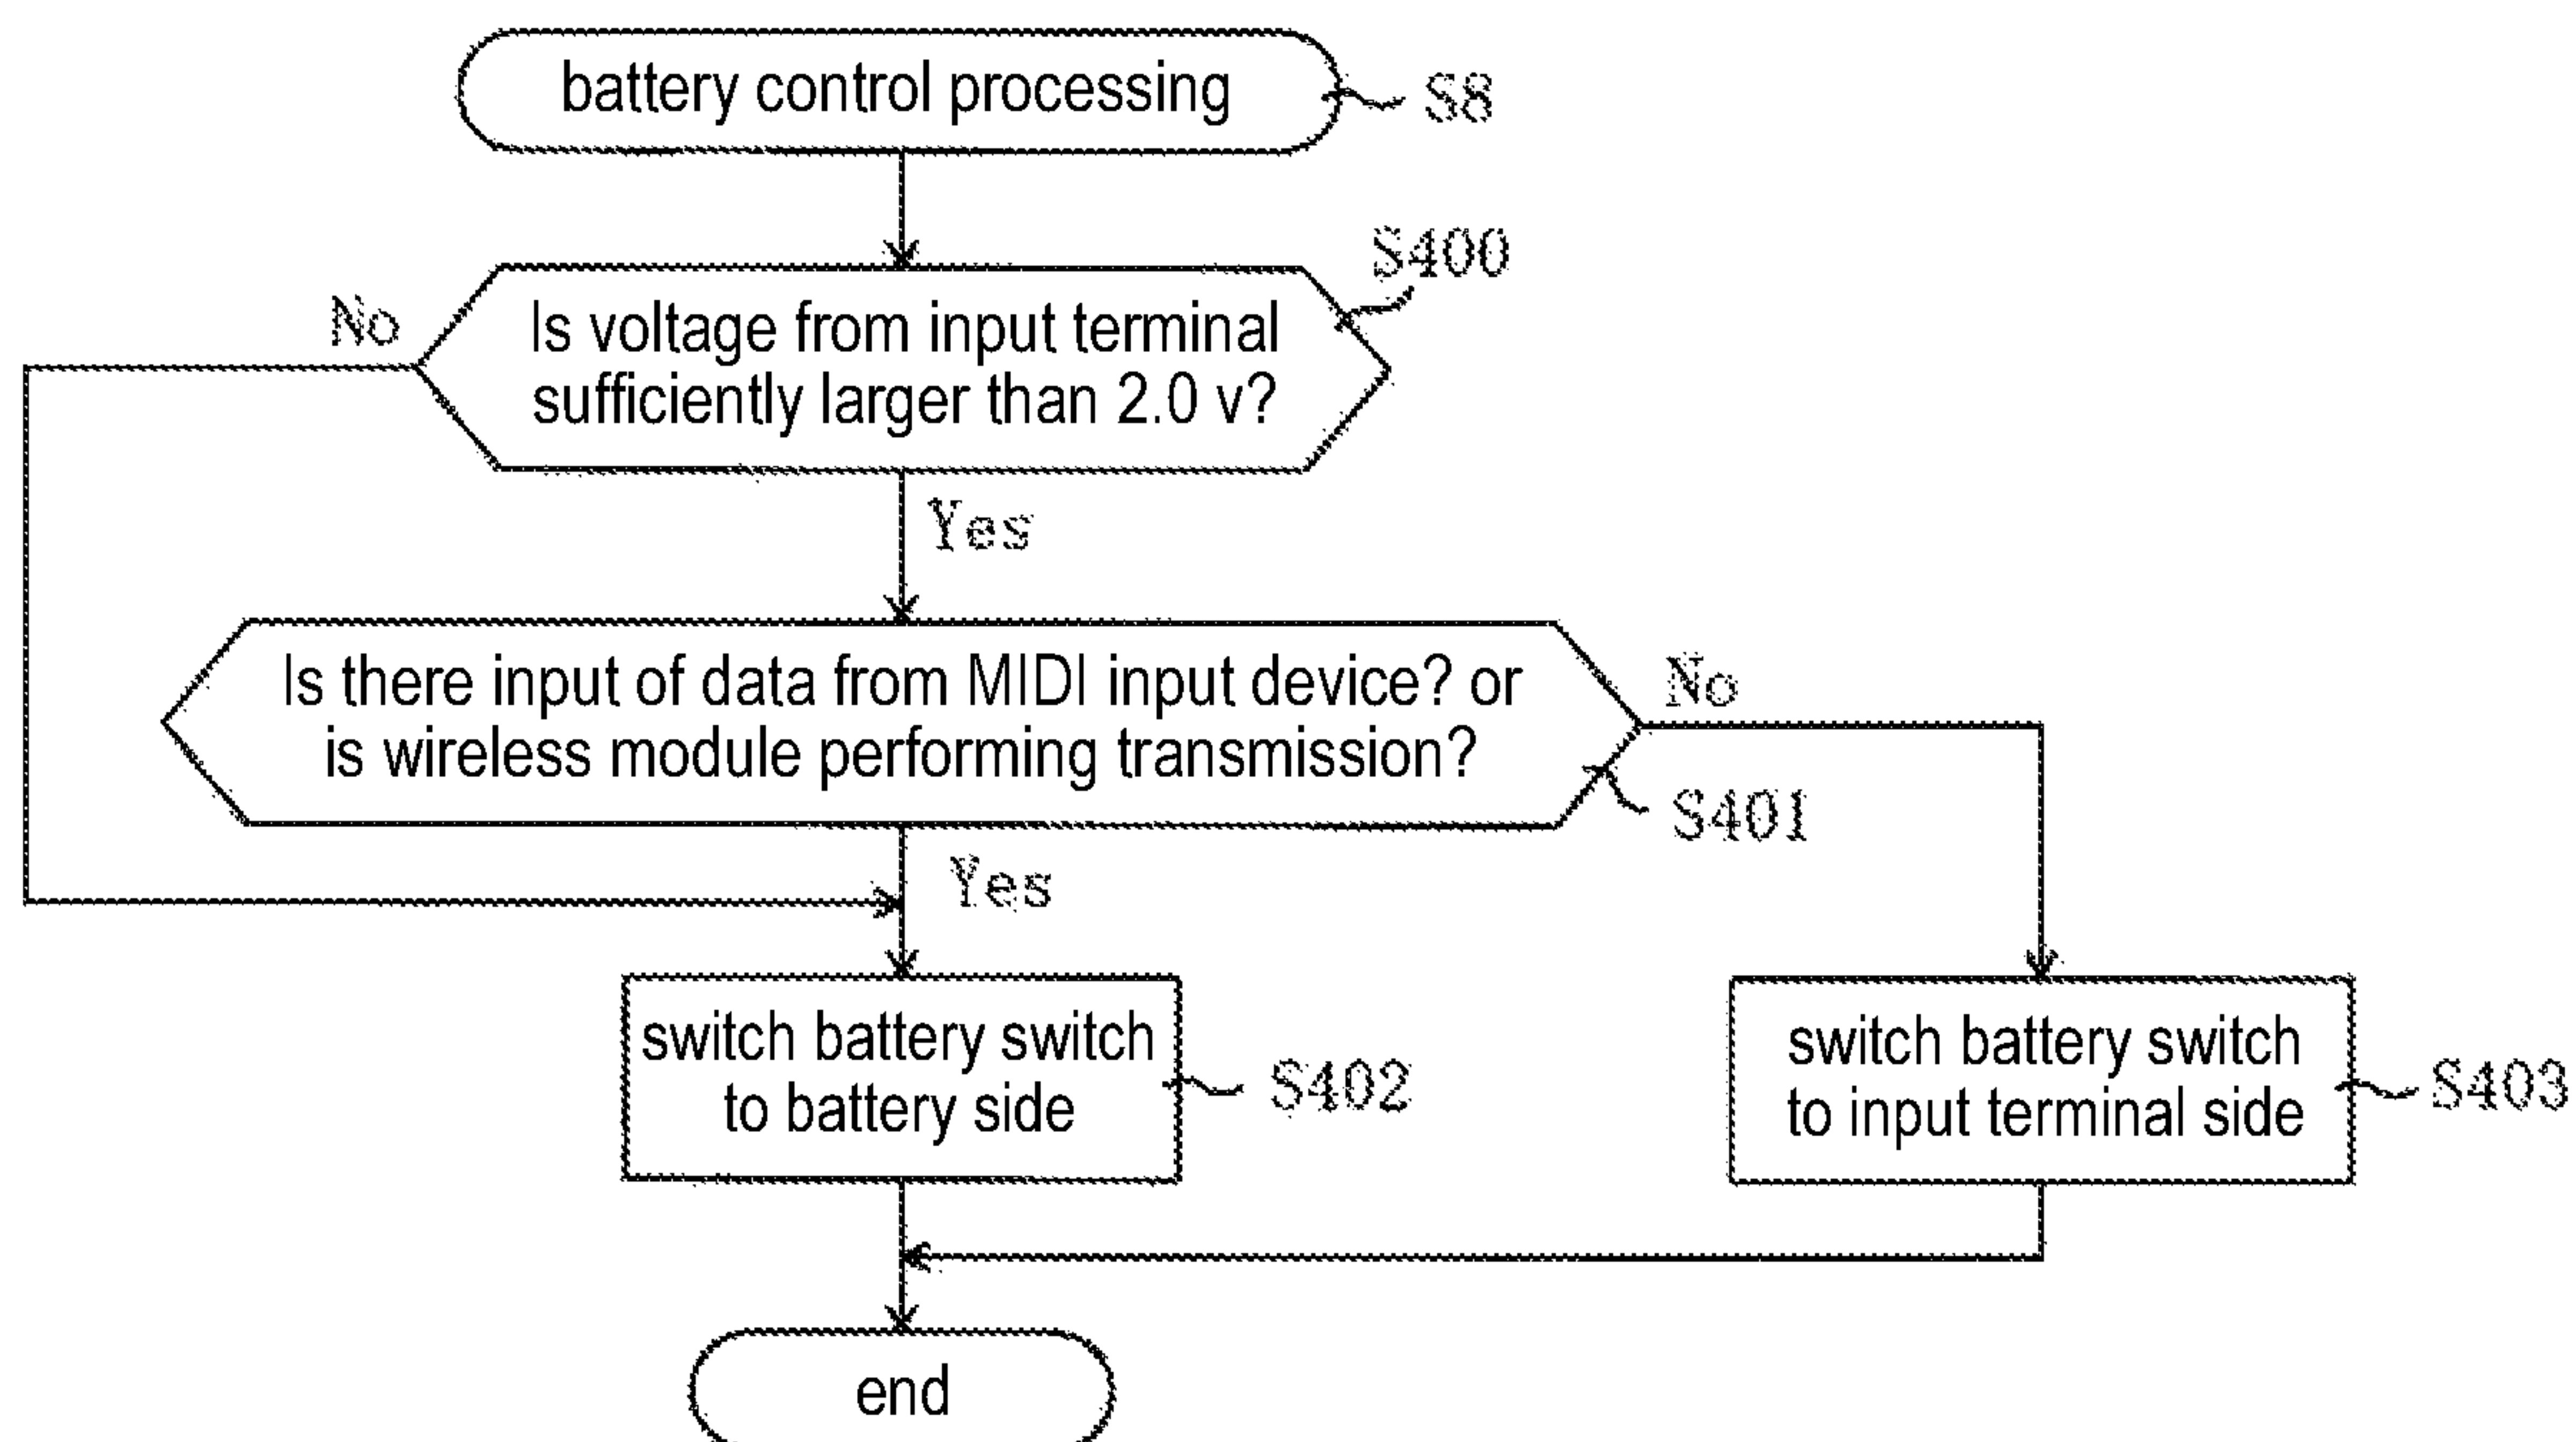 battery control processing
S8
S400
No
Is voltage from input terminal
sufficiently larger than 2.0 v?
Yes
Is there input of data from MIDI input device? or
is wireless module performing transmission?
No
S401
Yes
switch battery switch
to battery side
S402
switch battery switch
to input terminal side
S403
end